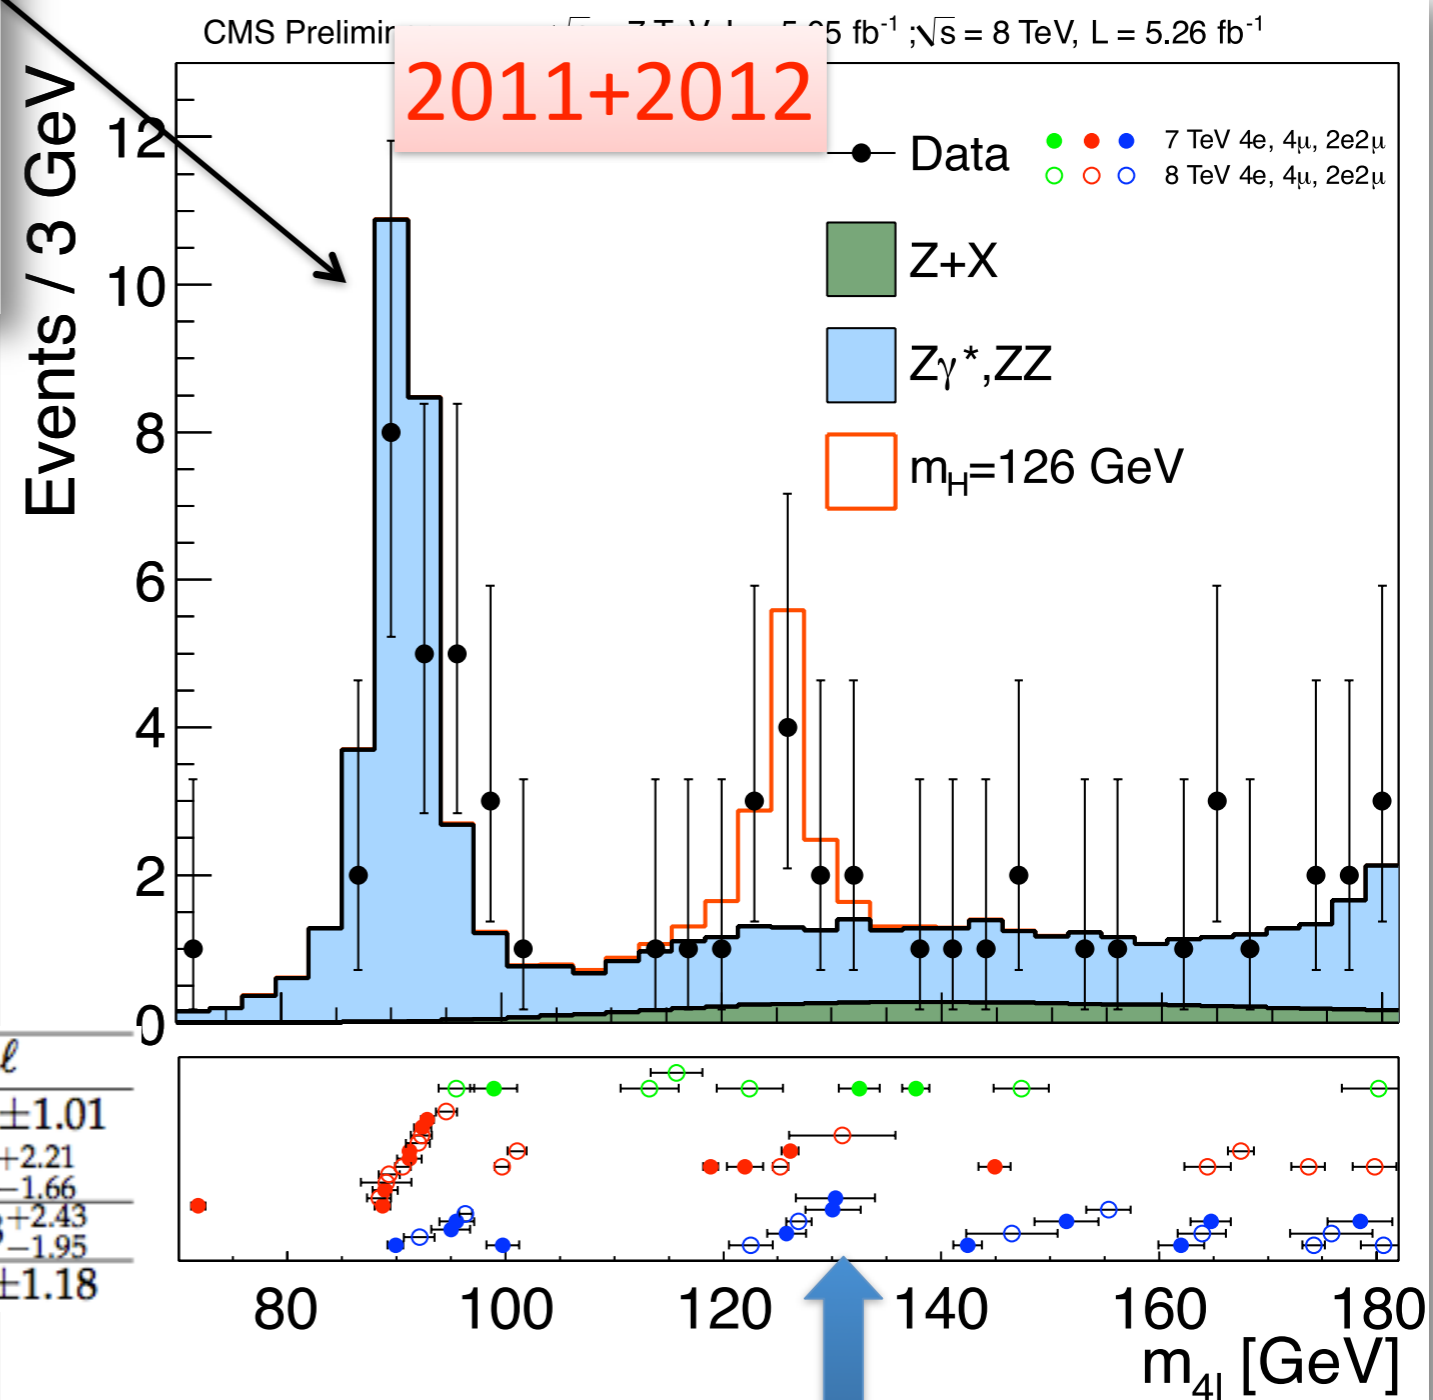 CMS Prelimin
5 fb-1 ;√s = 8 TeV, L = 5.26 fb-1
2011+2012
Events / 3 GeV
12
10
8
6
4
2
0
Data
7 TeV 4e, 4μ, 2e2μ
8 TeV 4e, 4μ, 2e2μ
Z+X
Zγ*,ZZ
mH=126 GeV
ℓ
±1.01
+2.21
−1.66
+2.43
−1.95
±1.18
80 100 120 140 160 180
m4l [GeV]